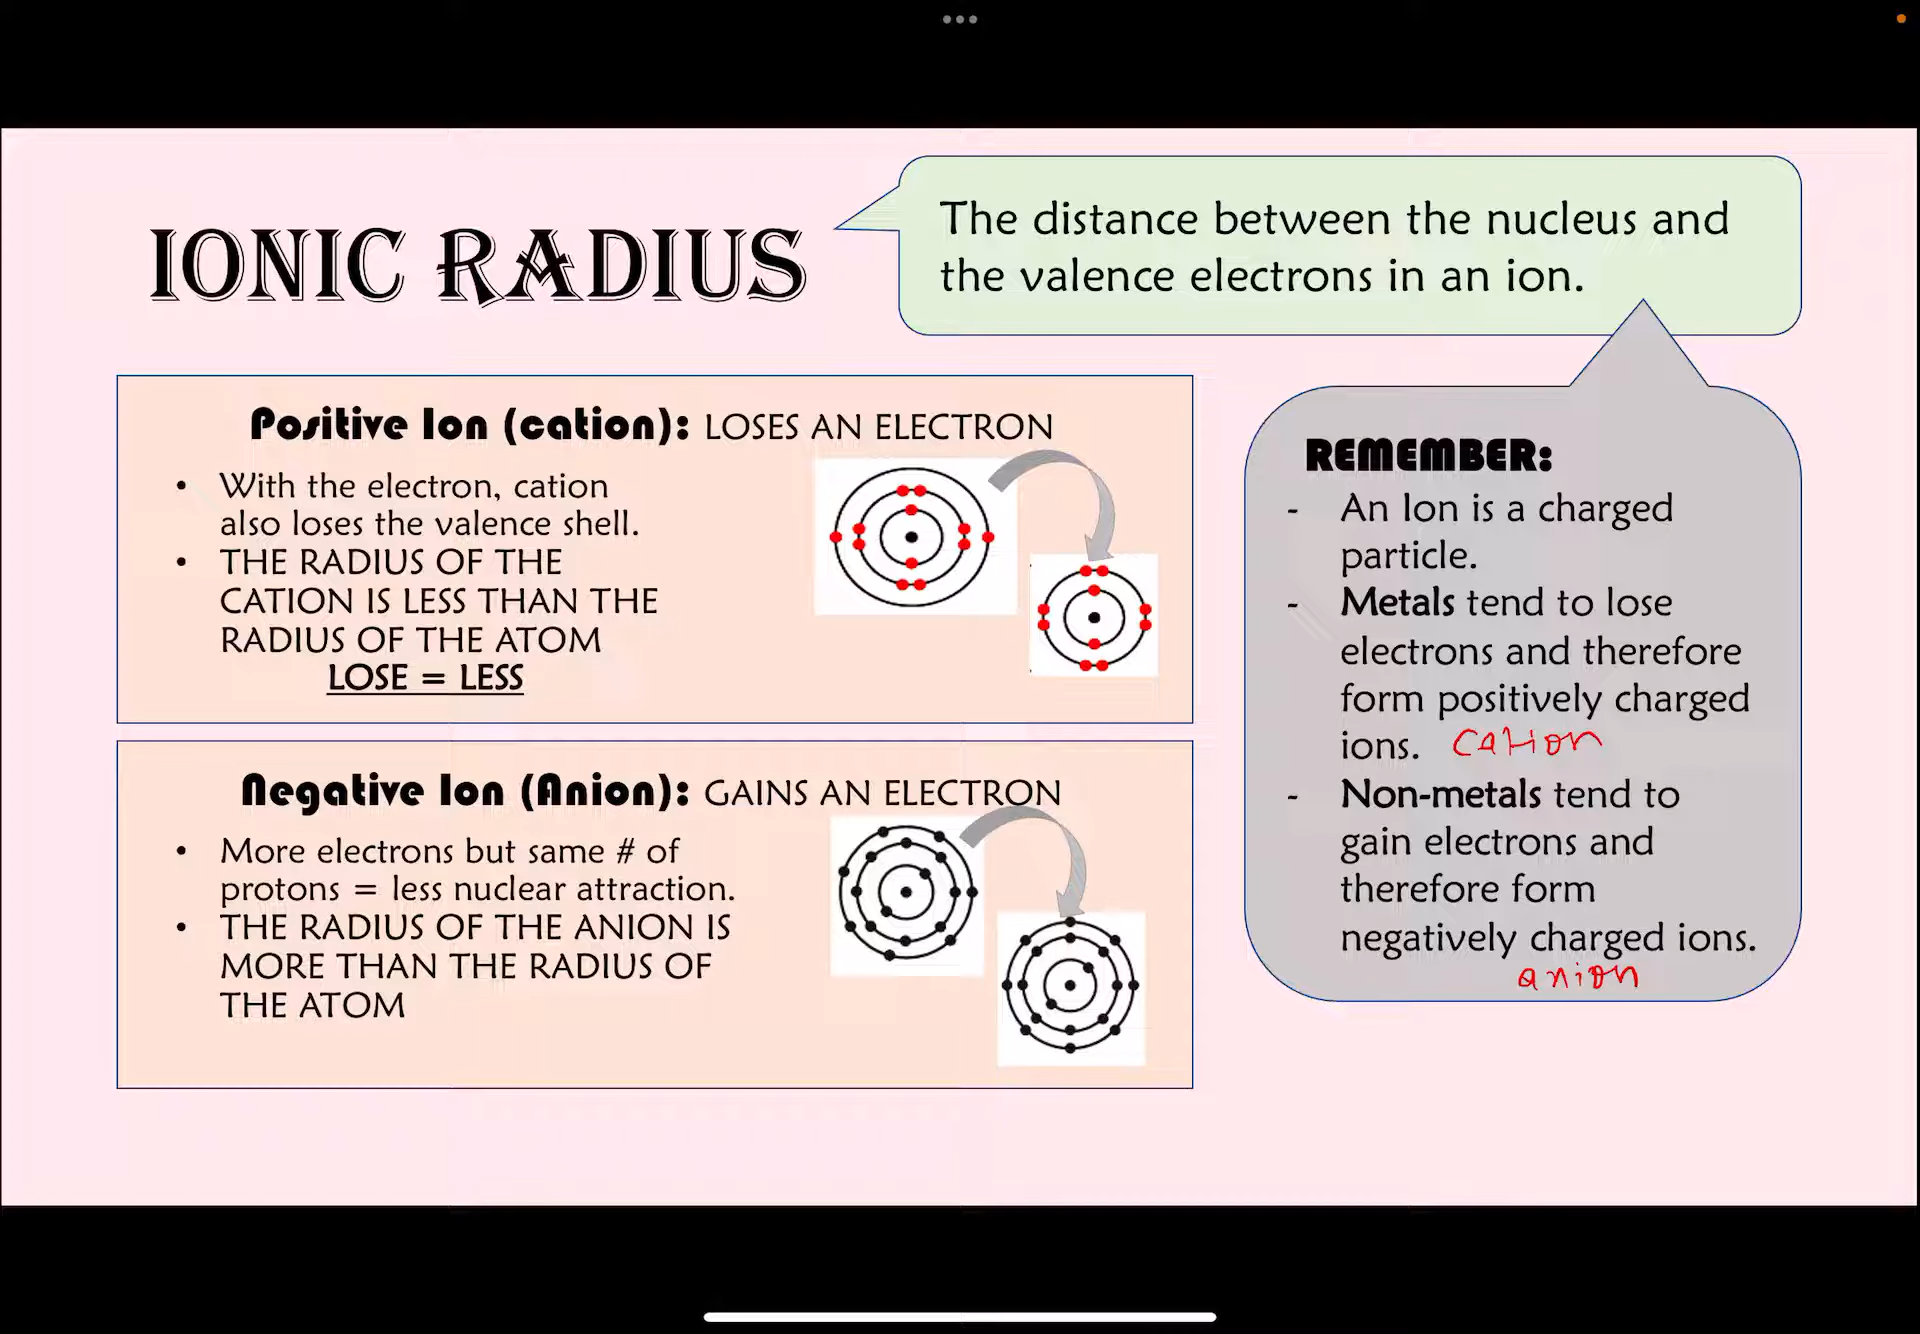 IONIC RADIUS
The distance between the nucleus and
the valence electrons in an ion.
Positive Ion (cation): LOSES AN ELECTRON
• With the electron, cation
also loses the valence shell.
• THE RADIUS OF THE
CATION IS LESS THAN THE
RADIUS OF THE ATOM
LOSE = LESS
Negative Ion (Anion): GAINS AN ELECTRON
• More electrons but same # of
protons = less nuclear attraction.
• THE RADIUS OF THE ANION IS
MORE THAN THE RADIUS OF
THE ATOM
REMEMBER:
- An Ion is a charged
particle.
- Metals tend to lose
electrons and therefore
form positively charged
ions. cation
- Non-metals tend to
gain electrons and
therefore form
negatively charged ions.
anion